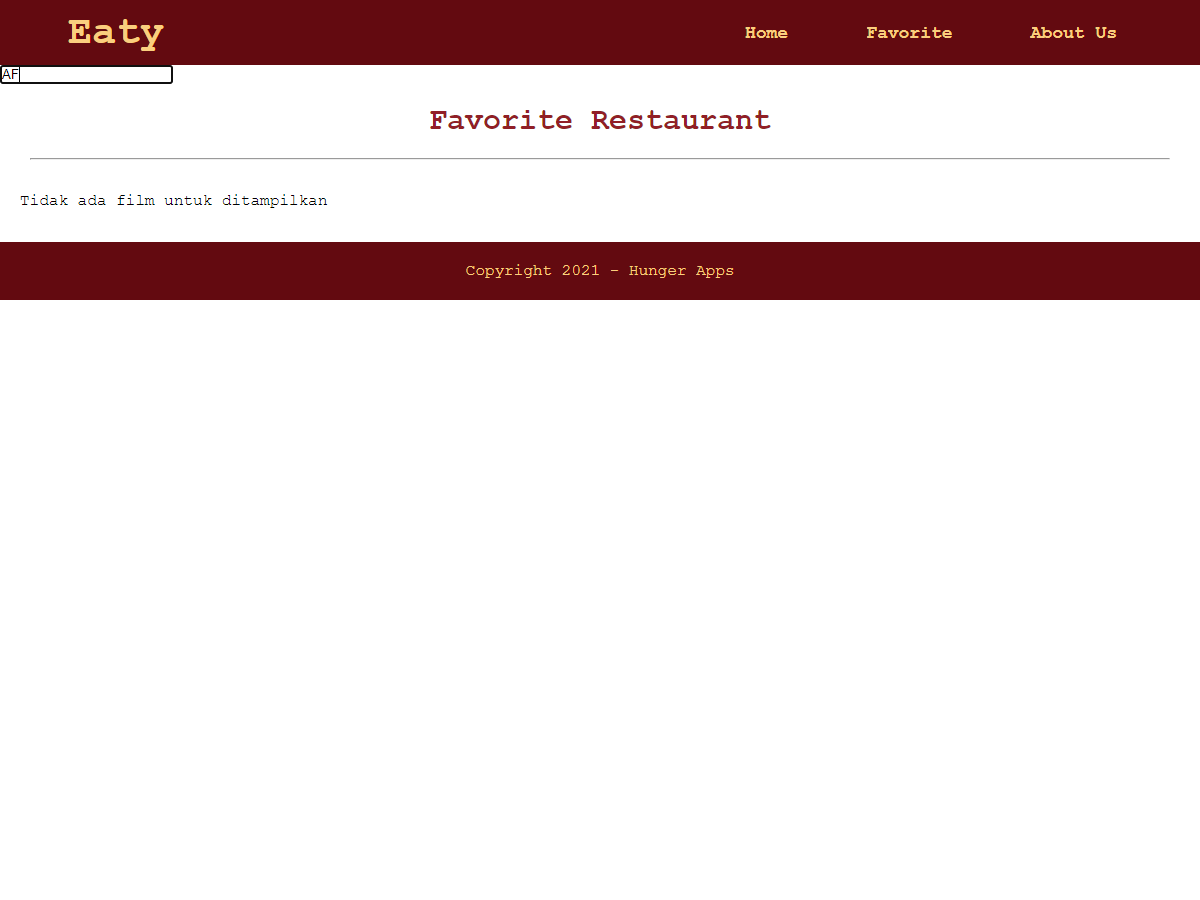 Eaty
Home Favorite About Us
AF
Favorite Restaurant
Tidak ada film untuk ditampilkan
Copyright 2021 - Hunger Apps